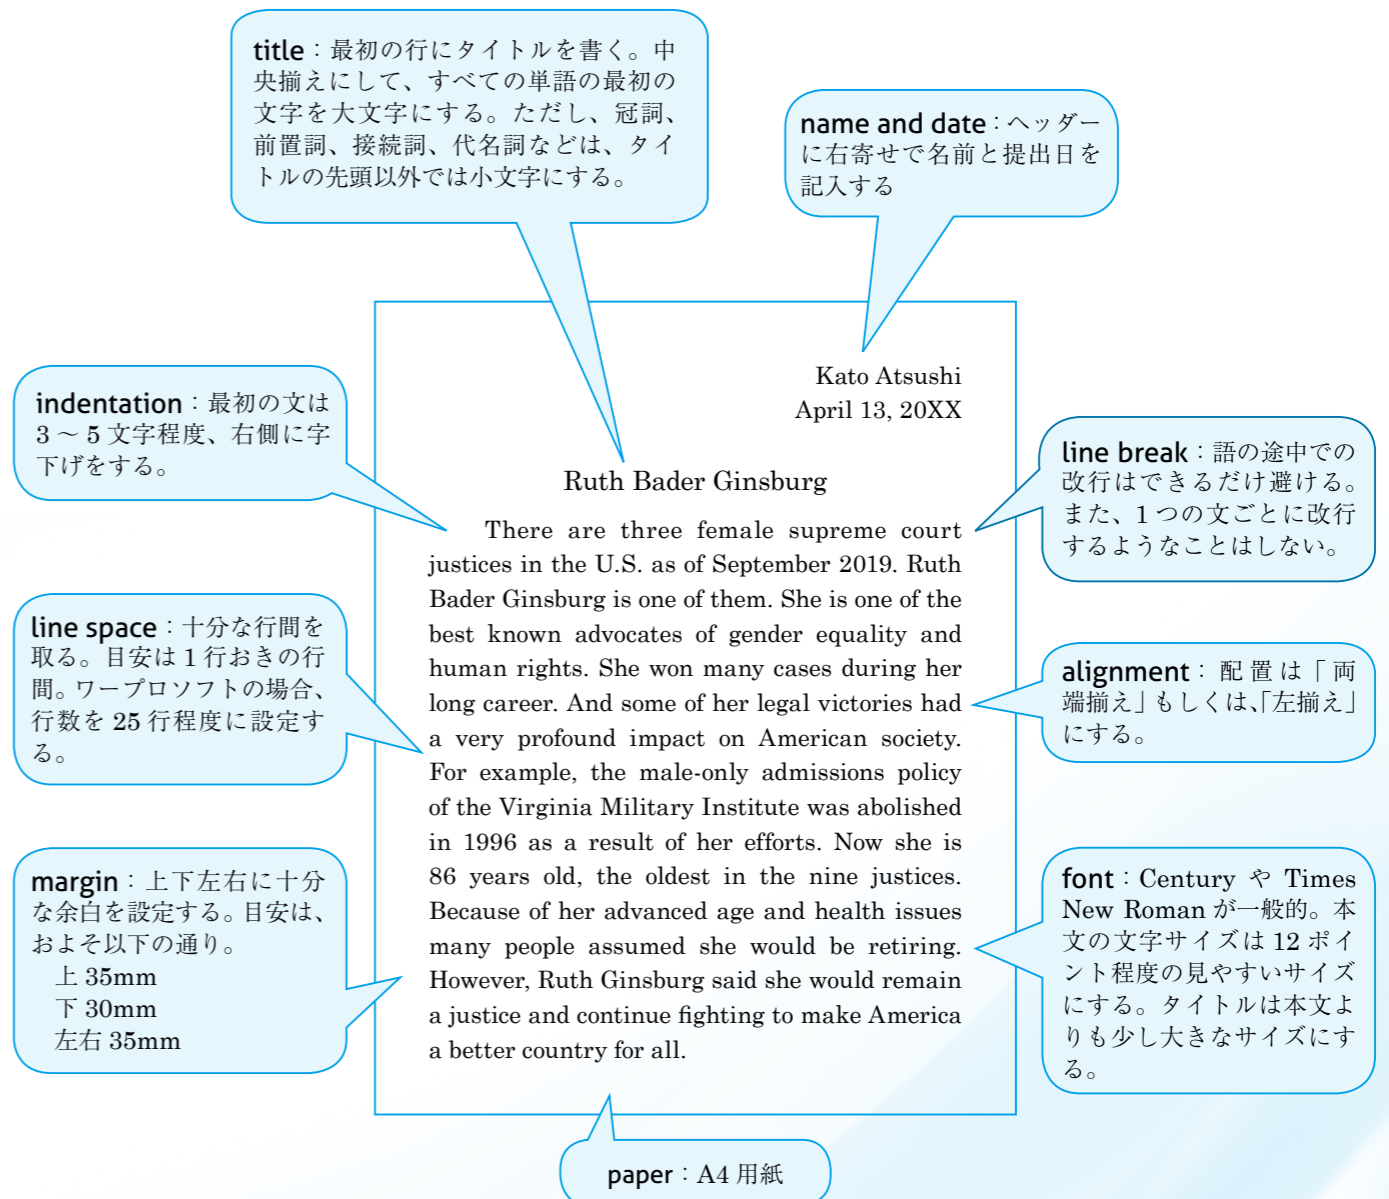 title：最初の行にタイトルを書く。中
央揃えにして、すべての単語の最初の
文字を大文字にする。ただし、冠詞、
前置詞、接続詞、代名詞などは、タイ
トルの先頭以外では小文字にする。
name and date：ヘッダー
に右寄せで名前と提出日を
記入する
Kato Atsushi
April 13, 20XX
indentation：最初の文は
3 ～ 5 文字程度、右側に字
下げをする。
line break：語の途中での
改行はできるだけ避ける。
また、1 つの文ごとに改行
するようなことはしない。
Ruth Bader Ginsburg
There are three female supreme court
justices in the U.S. as of September 2019. Ruth
Bader Ginsburg is one of them. She is one of the
best known advocates of gender equality and
human rights. She won many cases during her
long career. And some of her legal victories had
a very profound impact on American society.
For example, the male-only admissions policy
of the Virginia Military Institute was abolished
in 1996 as a result of her efforts. Now she is
86 years old, the oldest in the nine justices.
Because of her advanced age and health issues
many people assumed she would be retiring.
However, Ruth Ginsburg said she would remain
a justice and continue fighting to make America
a better country for all.
line space：十分な行間を
取る。目安は 1 行おきの行
間。ワープロソフトの場合、
行数を 25 行程度に設定す
る。
alignment：配置は「両
端揃え」もしくは、「左揃え」
にする。
margin：上下左右に十分
な余白を設定する。目安は、
およそ以下の通り。
上 35mm
下 30mm
左右 35mm
font：Century や Times
New Roman が一般的。本
文の文字サイズは 12 ポイ
ント程度の見やすいサイズ
にする。タイトルは本文よ
りも少し大きなサイズにす
る。
paper：A4 用紙